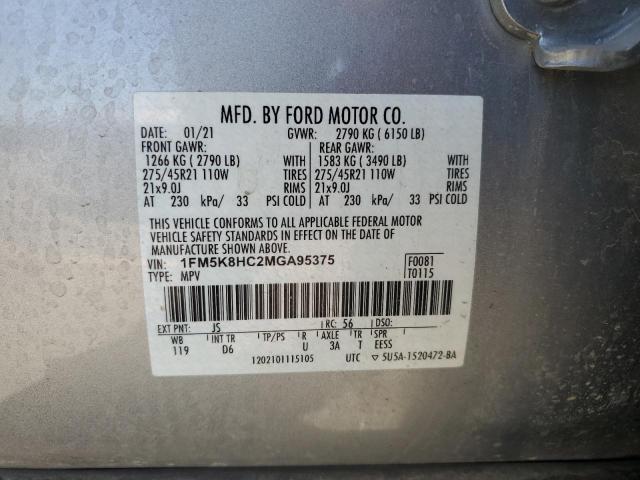 MFD. BY FORD MOTOR CO.
DATE: 01/21 GVWR: 2790 KG ( 6150 LB)
FRONT GAWR: REAR GAWR:
1266 KG ( 2790 LB) WITH 1583 KG ( 3490 LB) WITH
275/45R21 110W TIRES 275/45R21 110W TIRES
21x9.0J RIMS 21x9.0J RIMS
AT 230 kPa/ 33 PSI COLD AT 230 kPa/ 33 PSI COLD
THIS VEHICLE CONFORMS TO ALL APPLICABLE FEDERAL MOTOR
VEHICLE SAFETY STANDARDS IN EFFECT ON THE DATE OF
MANUFACTURE SHOWN ABOVE.
VIN: 1FM5K8HC2MGA95375 F0081
TYPE: MPV T0115
EXT PNT: JS RC: 56
WB INT TR TP/PS R AXLE TR SPR
119 D6 U 3A T EESS
1202101115105 UTC ▽ 5U5A-1520472-BA